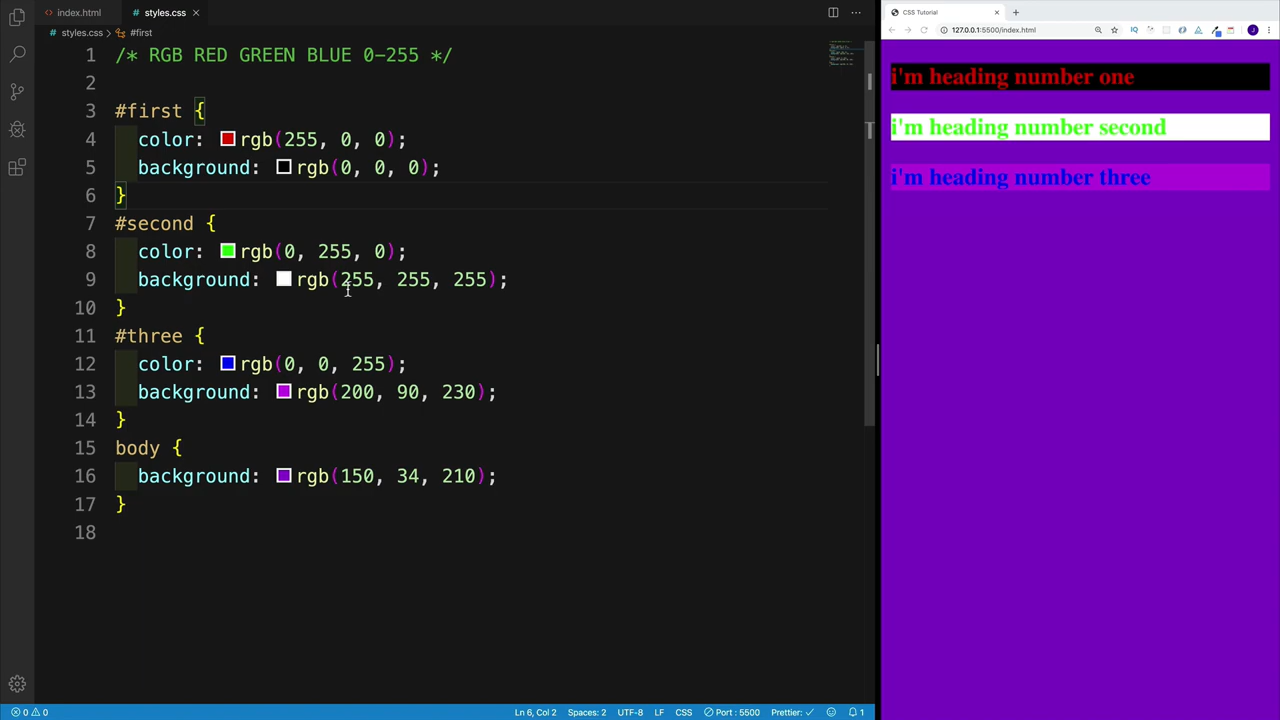 index.html
styles.css
styles.css
#first
1 /* RGB RED GREEN BLUE 0-255 */
2
3 #first {
4 color: rgb(255, 0, 0);
5 background: rgb(0, 0, 0);
6 }
7 #second {
8 color: rgb(0, 255, 0);
9 background: rgb(255, 255, 255);
10 }
11 #three {
12 color: rgb(0, 0, 255);
13 background: rgb(200, 90, 230);
14 }
15 body {
16 background: rgb(150, 34, 210);
17 }
18
0 0
Ln 6, Col 2 Spaces: 2 UTF-8 LF CSS Port : 5500 Prettier: 1
CSS Tutorial
127.0.0.1:5500/index.html
J
i'm heading number one
i'm heading number second
i'm heading number three